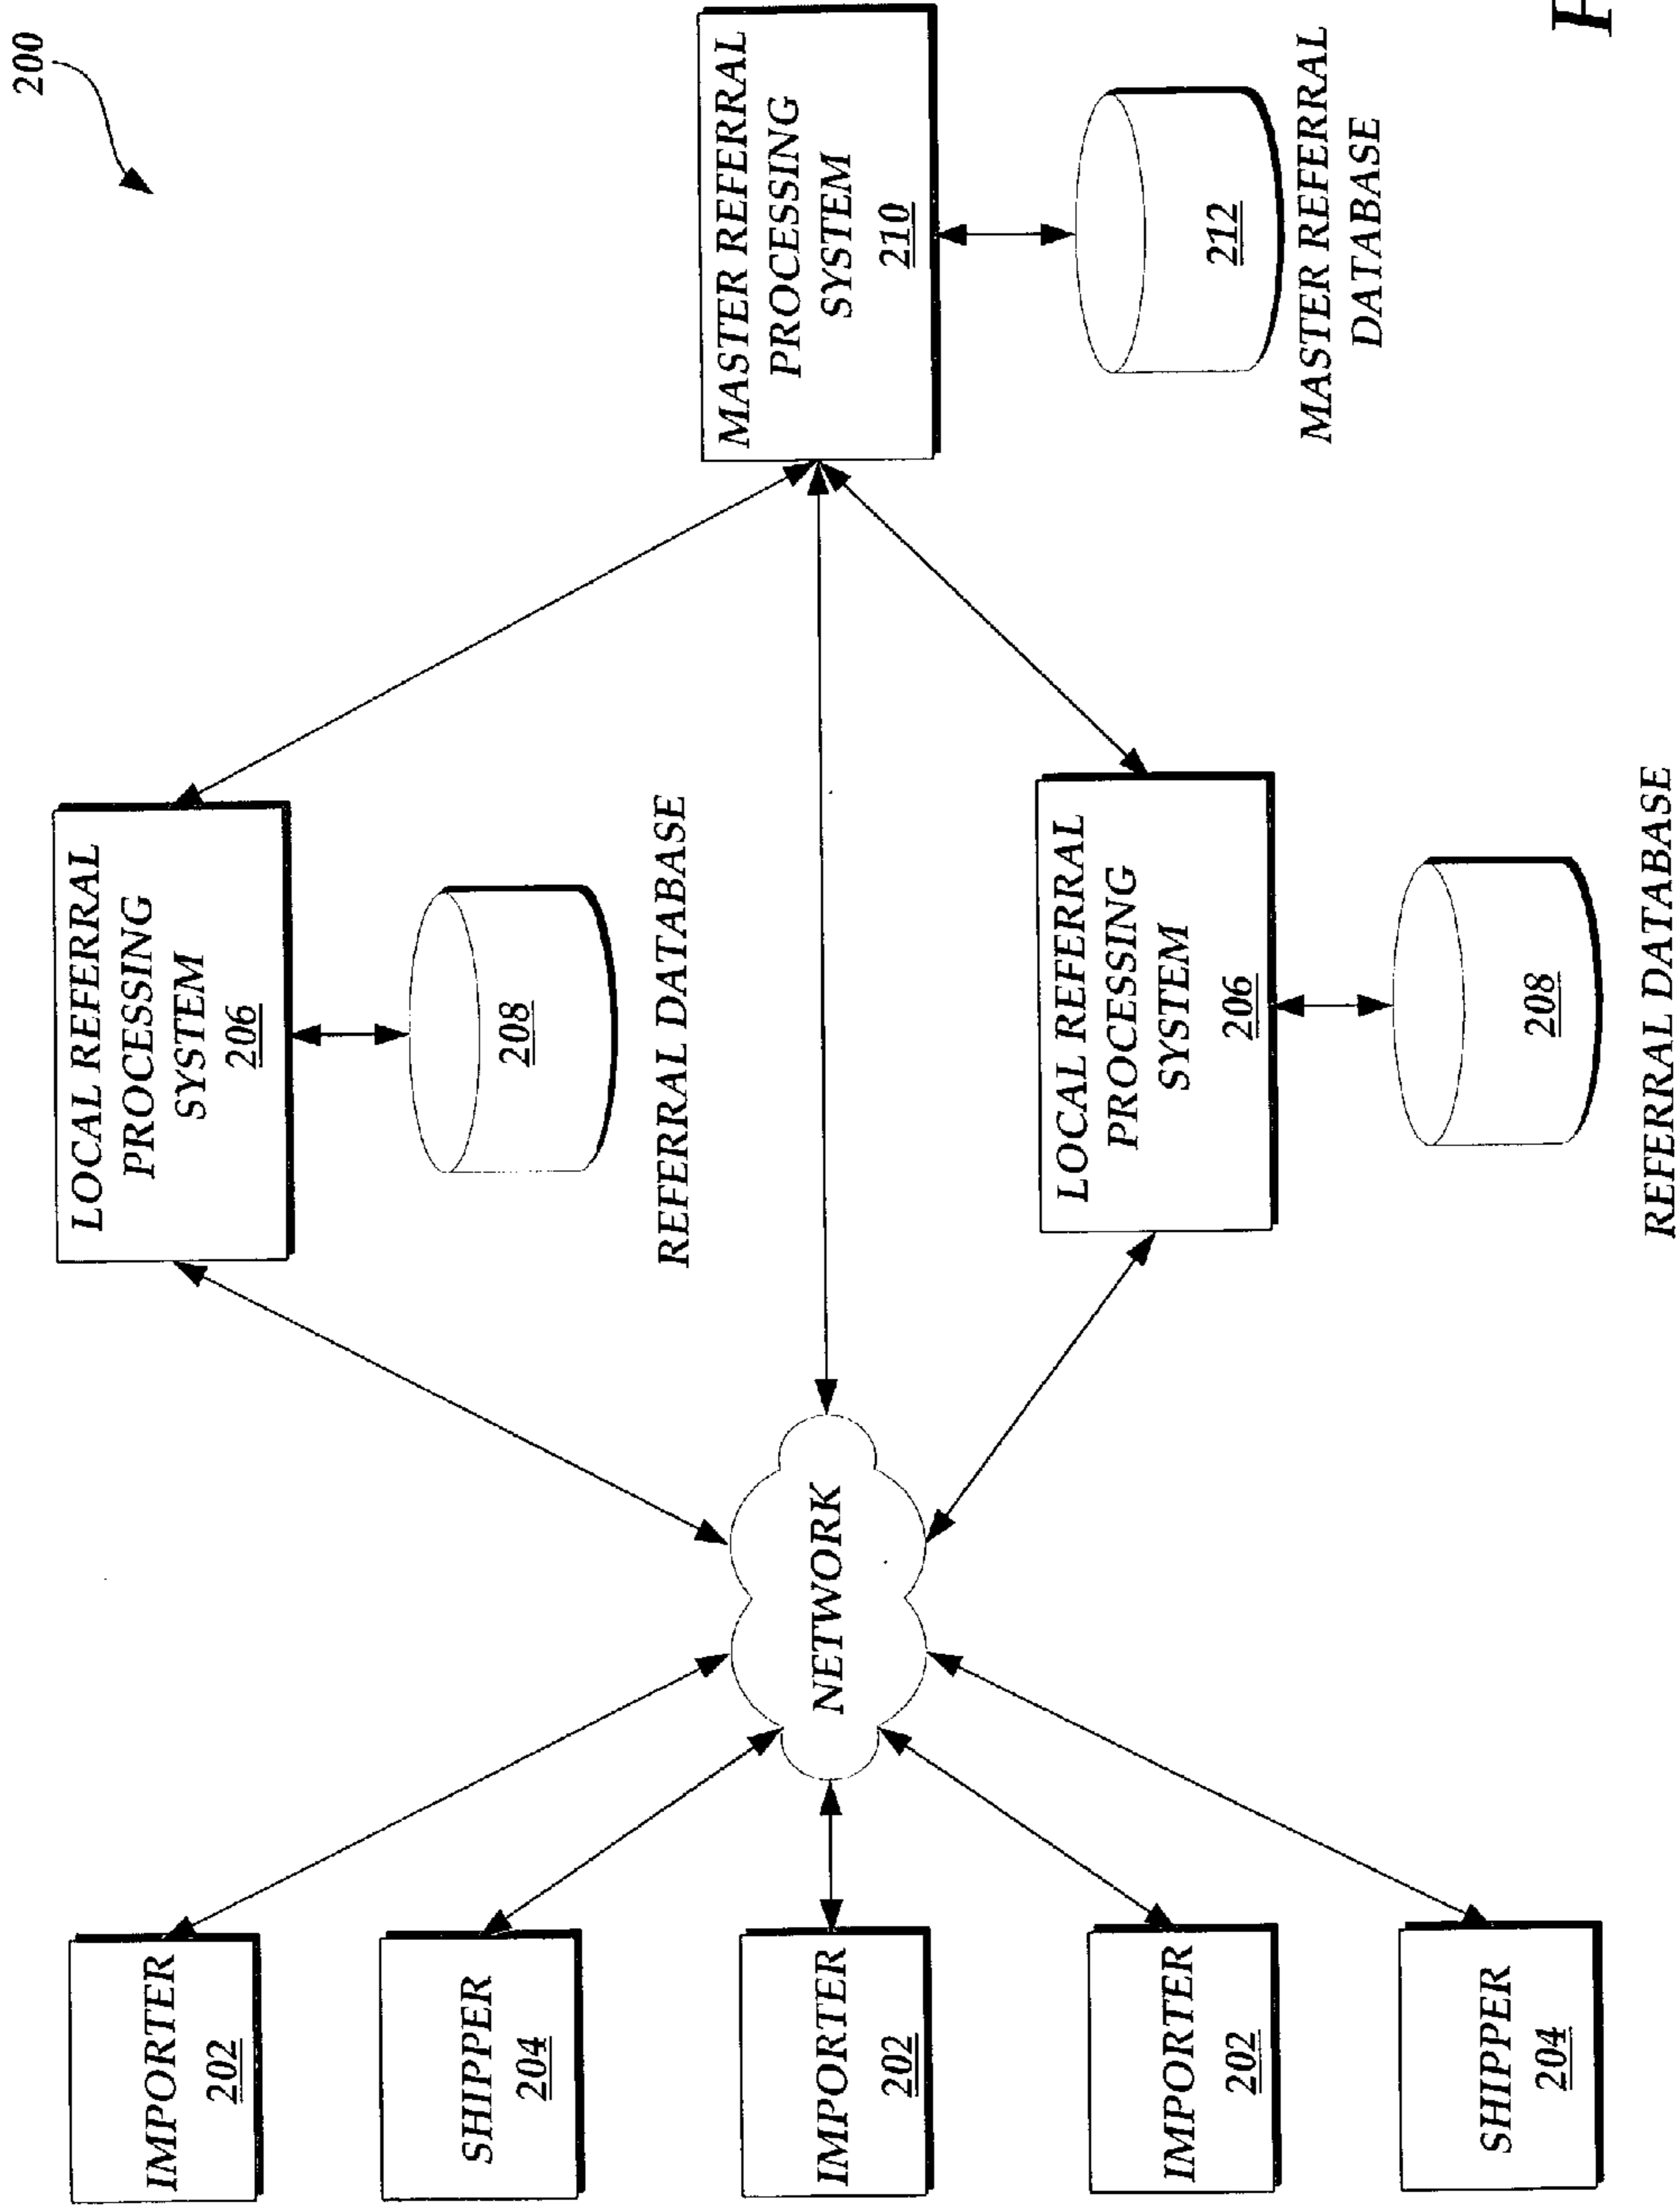 200
IMPORTER
202
SHIPPER
204
IMPORTER
202
IMPORTER
202
SHIPPER
204
NETWORK
LOCAL REFERRAL
PROCESSING
SYSTEM
206
208
REFERRAL DATABASE
LOCAL REFERRAL
PROCESSING
SYSTEM
206
208
REFERRAL DATABASE
MASTER REFERRAL
PROCESSING
SYSTEM
210
212
MASTER REFERRAL
DATABASE